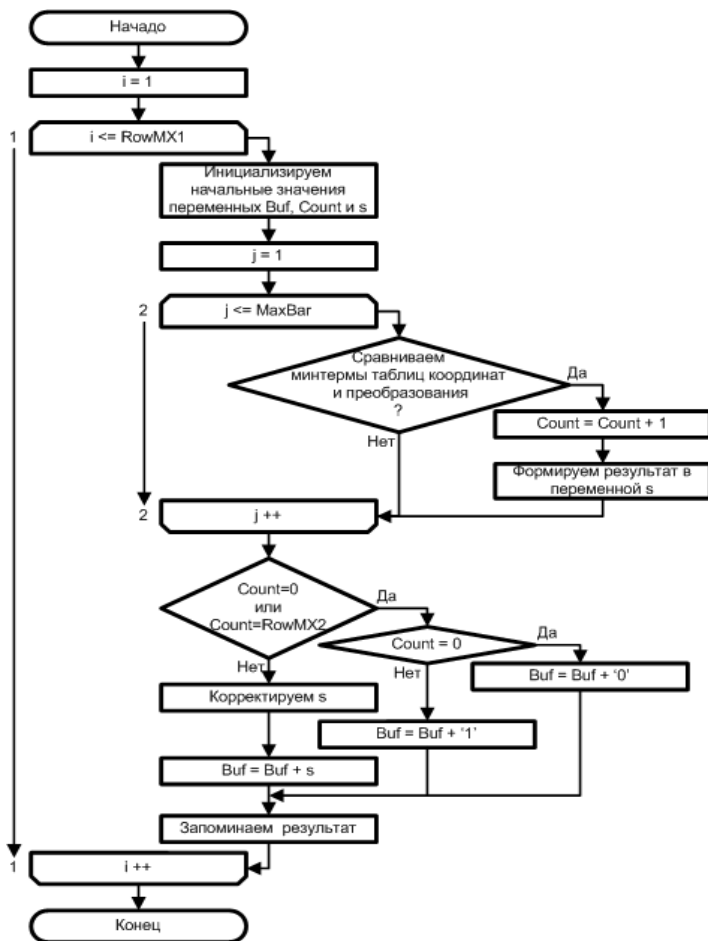 Начадо
i = 1
1
i <= RowMX1
Инициализируем
начальные значения
переменных Buf, Count и s
j = 1
2
j <= MaxBar
Сравниваем
минтермы таблиц координат
и преобразования
?
Да
Нет
Count = Count + 1
Формируем результат в
переменной s
2
j ++
Count=0
или
Count=RowMX2
Да
Нет
Count = 0
Да
Нет
Buf = Buf + ‘0’
Корректируем s
Buf = Buf + ‘1’
Buf = Buf + s
Запоминаем результат
1
i ++
Конец